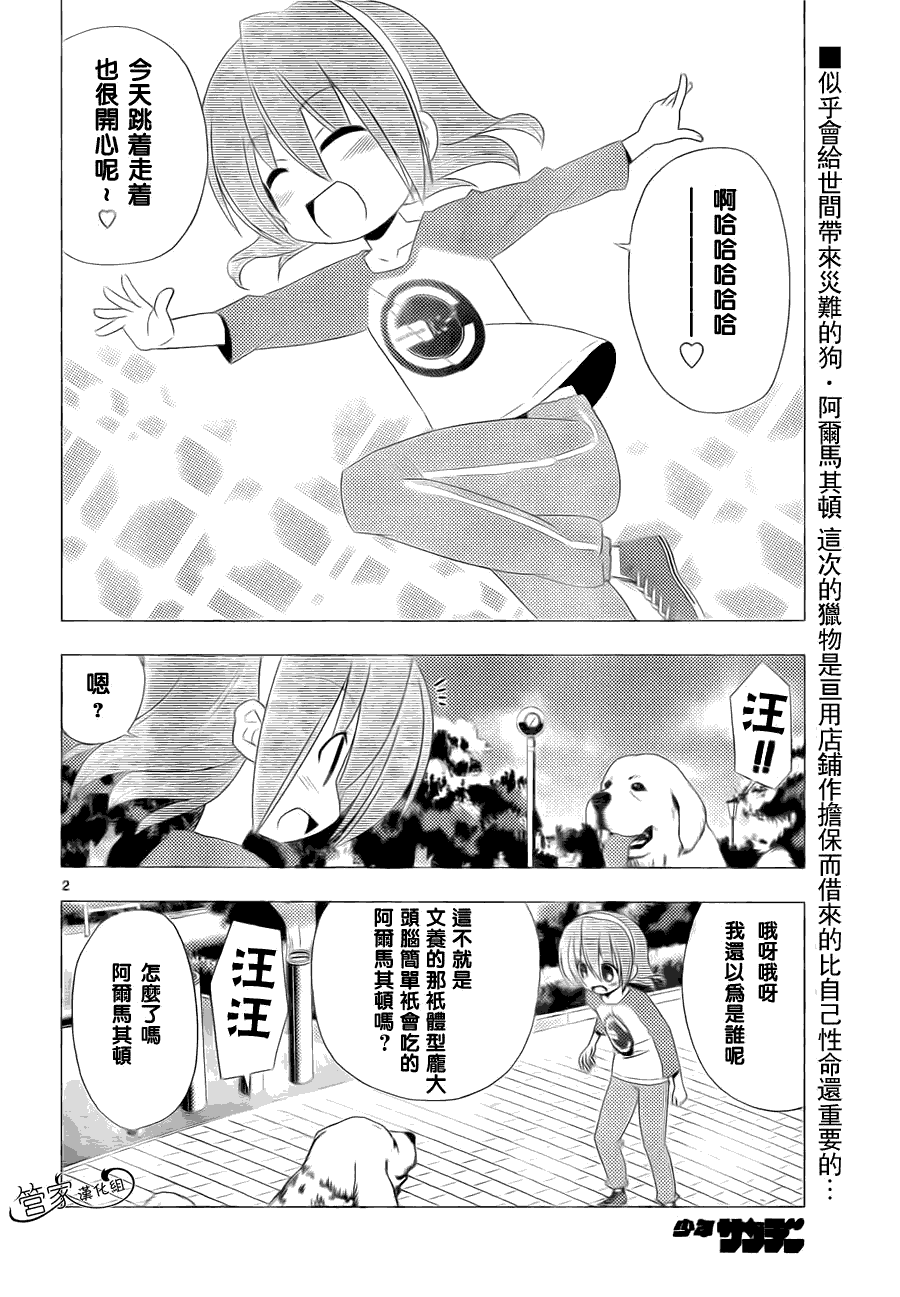 ■似乎會給世間帶來災難的狗・阿爾馬其頓 這次的獵物是亘用店鋪作擔保而借來的比自己性命還重要的…
啊哈哈哈哈哈
————♡
今天跳着走着
也很開心呢~♡
汪!!
嗯?
哦呀哦呀
我還以為是誰呢
這不就是
文養的那祇體型龐大
頭腦簡單祇會吃的
阿爾馬其頓嗎?
汪汪
怎麼了嗎
阿爾馬其頓
2
管家漢化組
少年サンデー